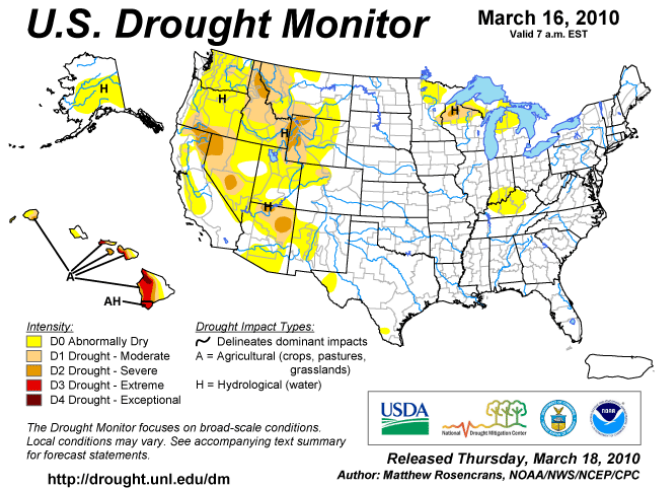 U.S. Drought Monitor
March 16, 2010
Valid 7 a.m. EST
H
H
H
H
H
A
AH
Intensity:
D0 Abnormally Dry
D1 Drought - Moderate
D2 Drought - Severe
D3 Drought - Extreme
D4 Drought - Exceptional
Drought Impact Types:
Delineates dominant impacts
A = Agricultural (crops, pastures,
grasslands)
H = Hydrological (water)
The Drought Monitor focuses on broad-scale conditions.
Local conditions may vary. See accompanying text summary
for forecast statements.
http://drought.unl.edu/dm
USDA
National Drought Mitigation Center
NOAA
Released Thursday, March 18, 2010
Author: Matthew Rosencrans, NOAA/NWS/NCEP/CPC